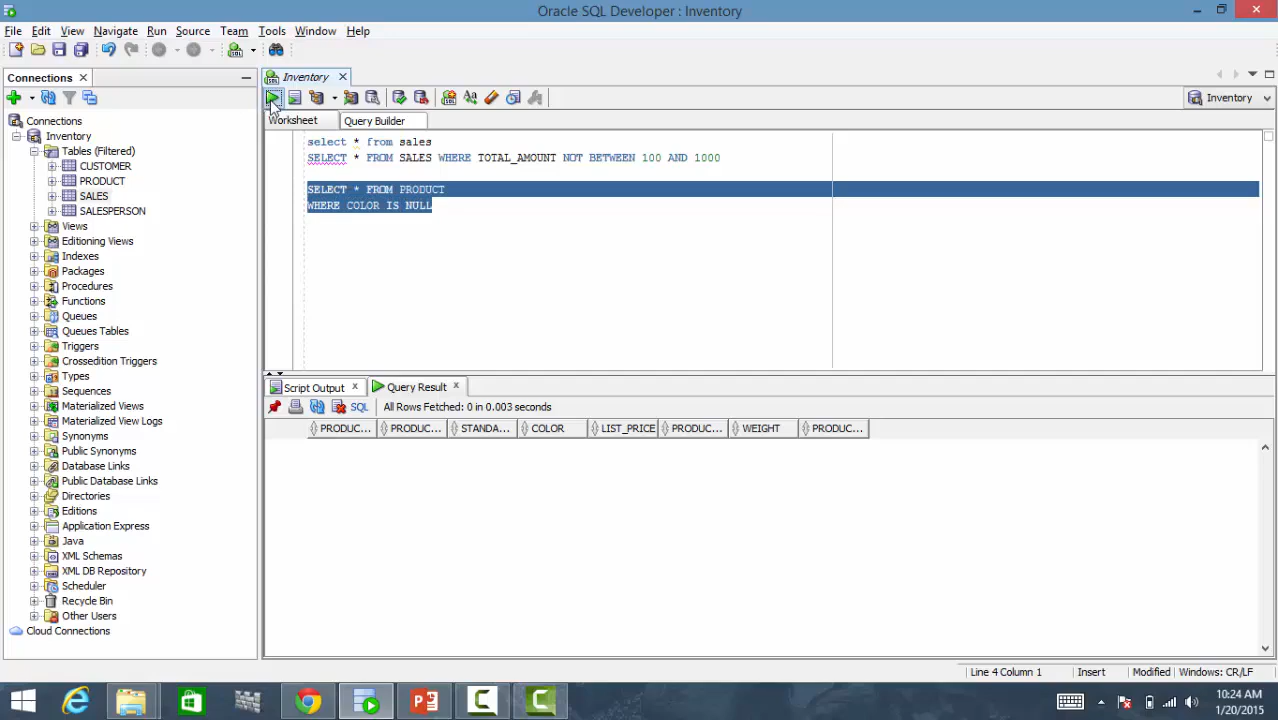 Oracle SQL Developer : Inventory
File Edit View Navigate Run Source Team Tools Window Help
Connections
Inventory
Inventory
Worksheet
Query Builder
Connections
Inventory
Tables (Filtered)
CUSTOMER
PRODUCT
SALES
SALESPERSON
Views
Editioning Views
Indexes
Packages
Procedures
Functions
Queues
Queues Tables
Triggers
Crossedition Triggers
Types
Sequences
Materialized Views
Materialized View Logs
Synonyms
Public Synonyms
Database Links
Public Database Links
Directories
Editions
Application Express
Java
XML Schemas
XML DB Repository
Scheduler
Recycle Bin
Other Users
Cloud Connections
select * from sales
SELECT * FROM SALES WHERE TOTAL_AMOUNT NOT BETWEEN 100 AND 1000
SELECT * FROM PRODUCT
WHERE COLOR IS NULL
Script Output
Query Result
SQL
All Rows Fetched: 0 in 0.003 seconds
PRODUC... PRODUC... STANDA... COLOR LIST_PRICE PRODUC... WEIGHT PRODUC...
Line 4 Column 1
Insert
Modified
Windows: CR/LF
10:24 AM
1/20/2015